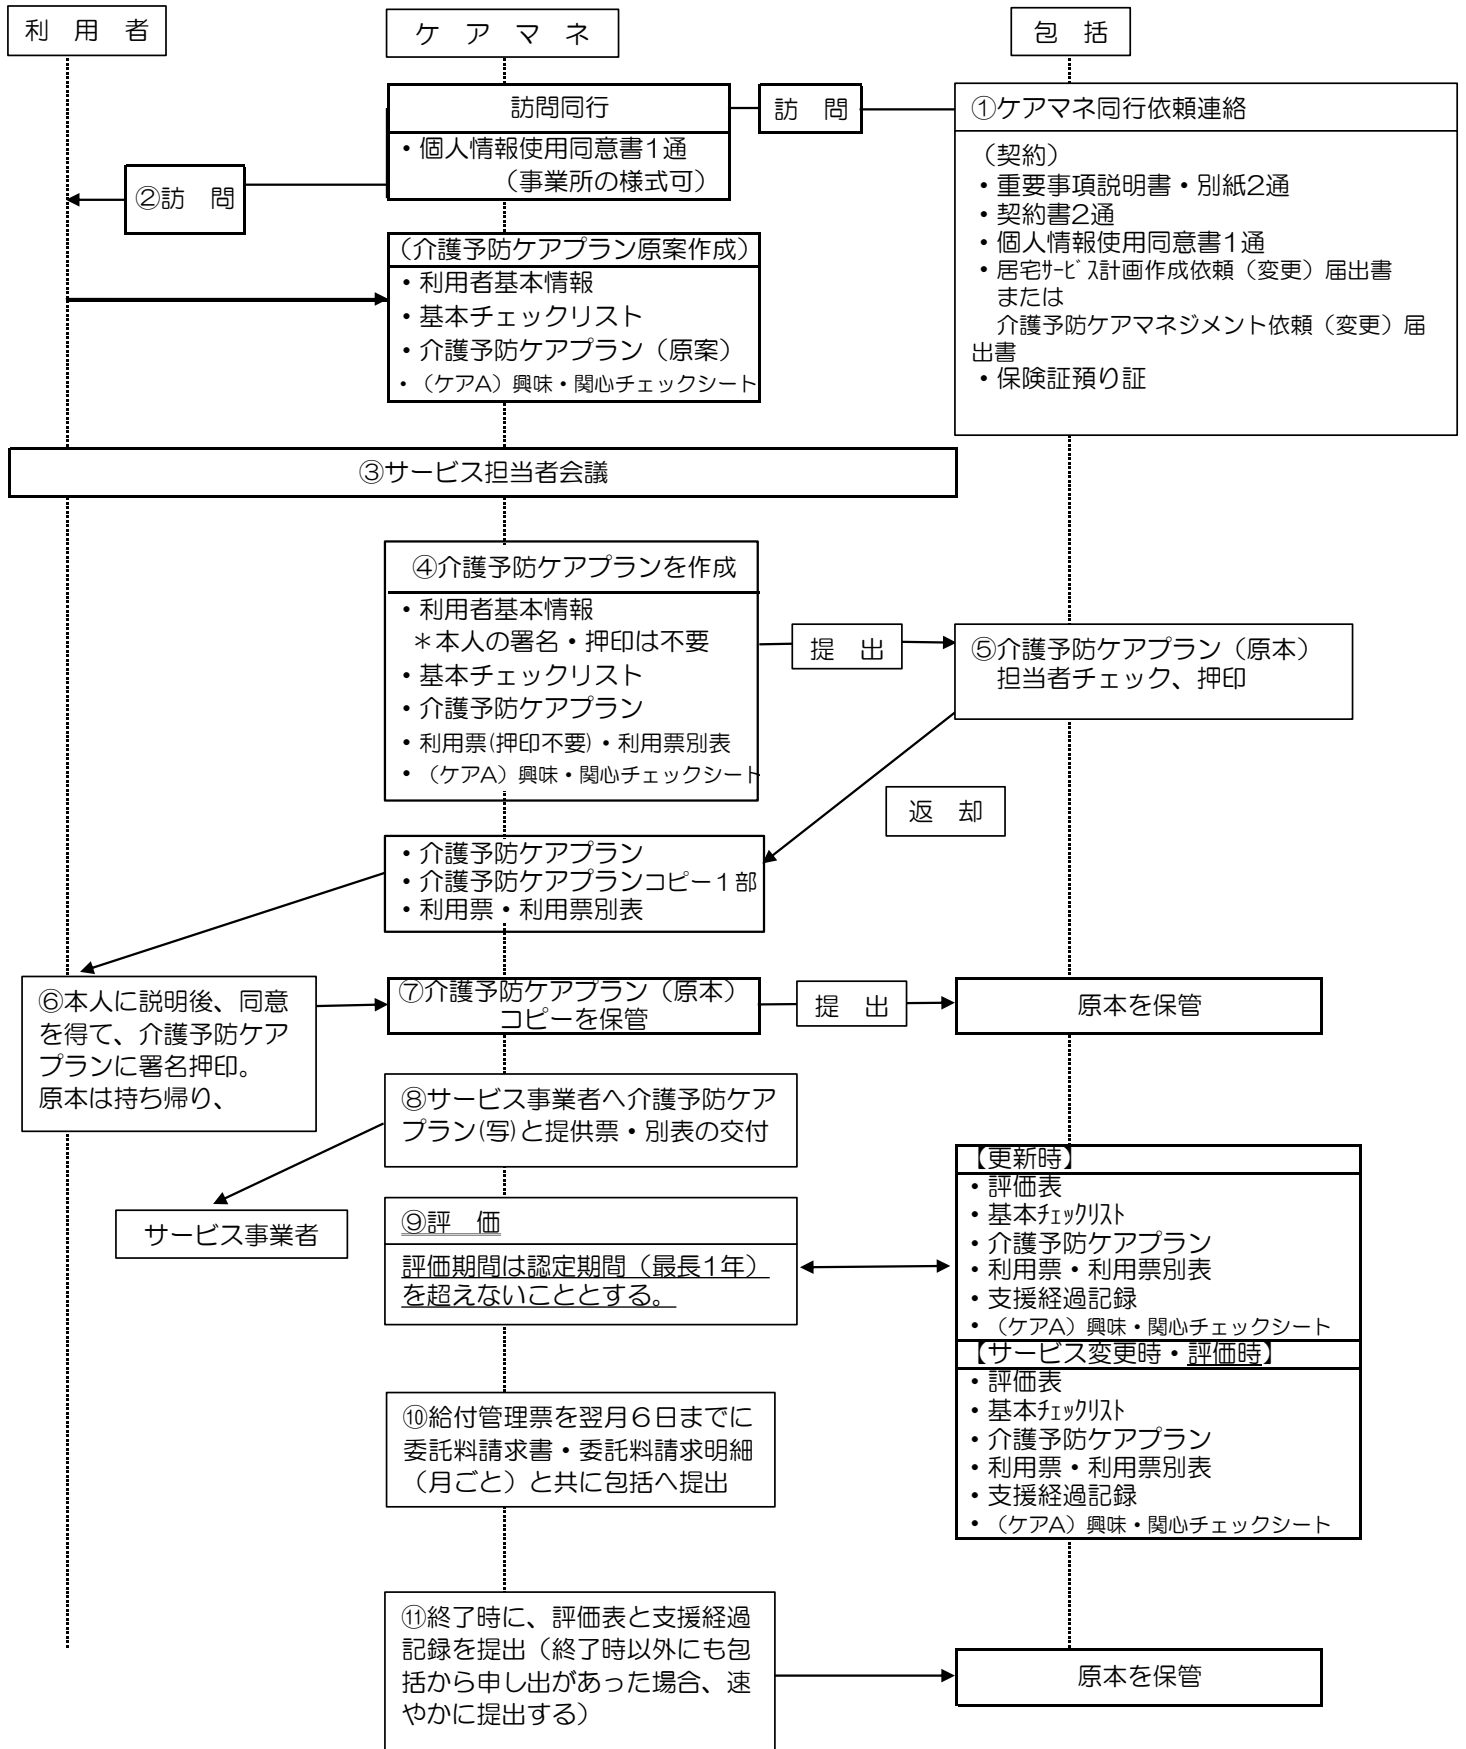 利　用　者
ケ　ア　マ　ネ
包　括
訪問同行
・個人情報使用同意書1通
（事業所の様式可）
訪　問
①ケアマネ同行依頼連絡
（契約）
・重要事項説明書・別紙2通
・契約書2通
・個人情報使用同意書1通
・居宅ｻｰﾋﾞｽ計画作成依頼（変更）届出書
または
介護予防ケアマネジメント依頼（変更）届
出書
・保険証預り証
②訪　問
（介護予防ケアプラン原案作成）
・利用者基本情報
・基本チェックリスト
・介護予防ケアプラン（原案）
・（ケアA）興味・関心チェックシート
③サービス担当者会議
④介護予防ケアプランを作成
・利用者基本情報
＊本人の署名・押印は不要
・基本チェックリスト
・介護予防ケアプラン
・利用票(押印不要)・利用票別表
・（ケアA）興味・関心チェックシート
提　出
⑤介護予防ケアプラン（原本）
担当者チェック、押印
返　却
・介護予防ケアプラン
・介護予防ケアプランコピー１部
・利用票・利用票別表
⑥本人に説明後、同意
を得て、介護予防ケア
プランに署名押印。
原本は持ち帰り、
⑦介護予防ケアプラン（原本）
コピーを保管
提　出
原本を保管
⑧サービス事業者へ介護予防ケア
プラン(写)と提供票・別表の交付
サービス事業者
⑨評　価
評価期間は認定期間（最長1年）
を超えないこととする。
【更新時】
・評価表
・基本ﾁｪｯｸﾘｽﾄ
・介護予防ケアプラン
・利用票・利用票別表
・支援経過記録
・（ケアA）興味・関心チェックシート
【サービス変更時・評価時】
・評価表
・基本ﾁｪｯｸﾘｽﾄ
・介護予防ケアプラン
・利用票・利用票別表
・支援経過記録
・（ケアA）興味・関心チェックシート
⑩給付管理票を翌月６日までに
委託料請求書・委託料請求明細
（月ごと）と共に包括へ提出
⑪終了時に、評価表と支援経過
記録を提出（終了時以外にも包
括から申し出があった場合、速
やかに提出する）
原本を保管